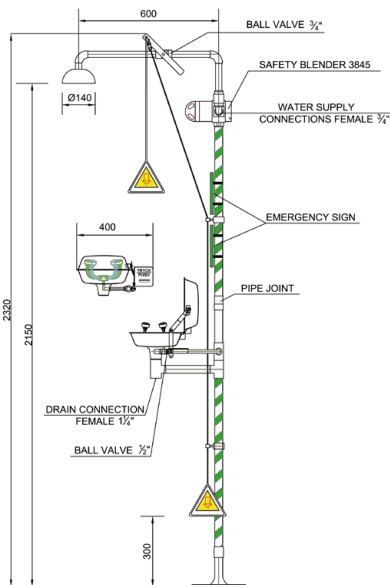 600
BALL VALVE ¾"
SAFETY BLENDER 3845
Ø140
WATER SUPPLY
CONNECTIONS FEMALE ¾"
EMERGENCY SIGN
400
2320
2150
PIPE JOINT
DRAIN CONNECTION
FEMALE 1¼"
BALL VALVE ½"
300